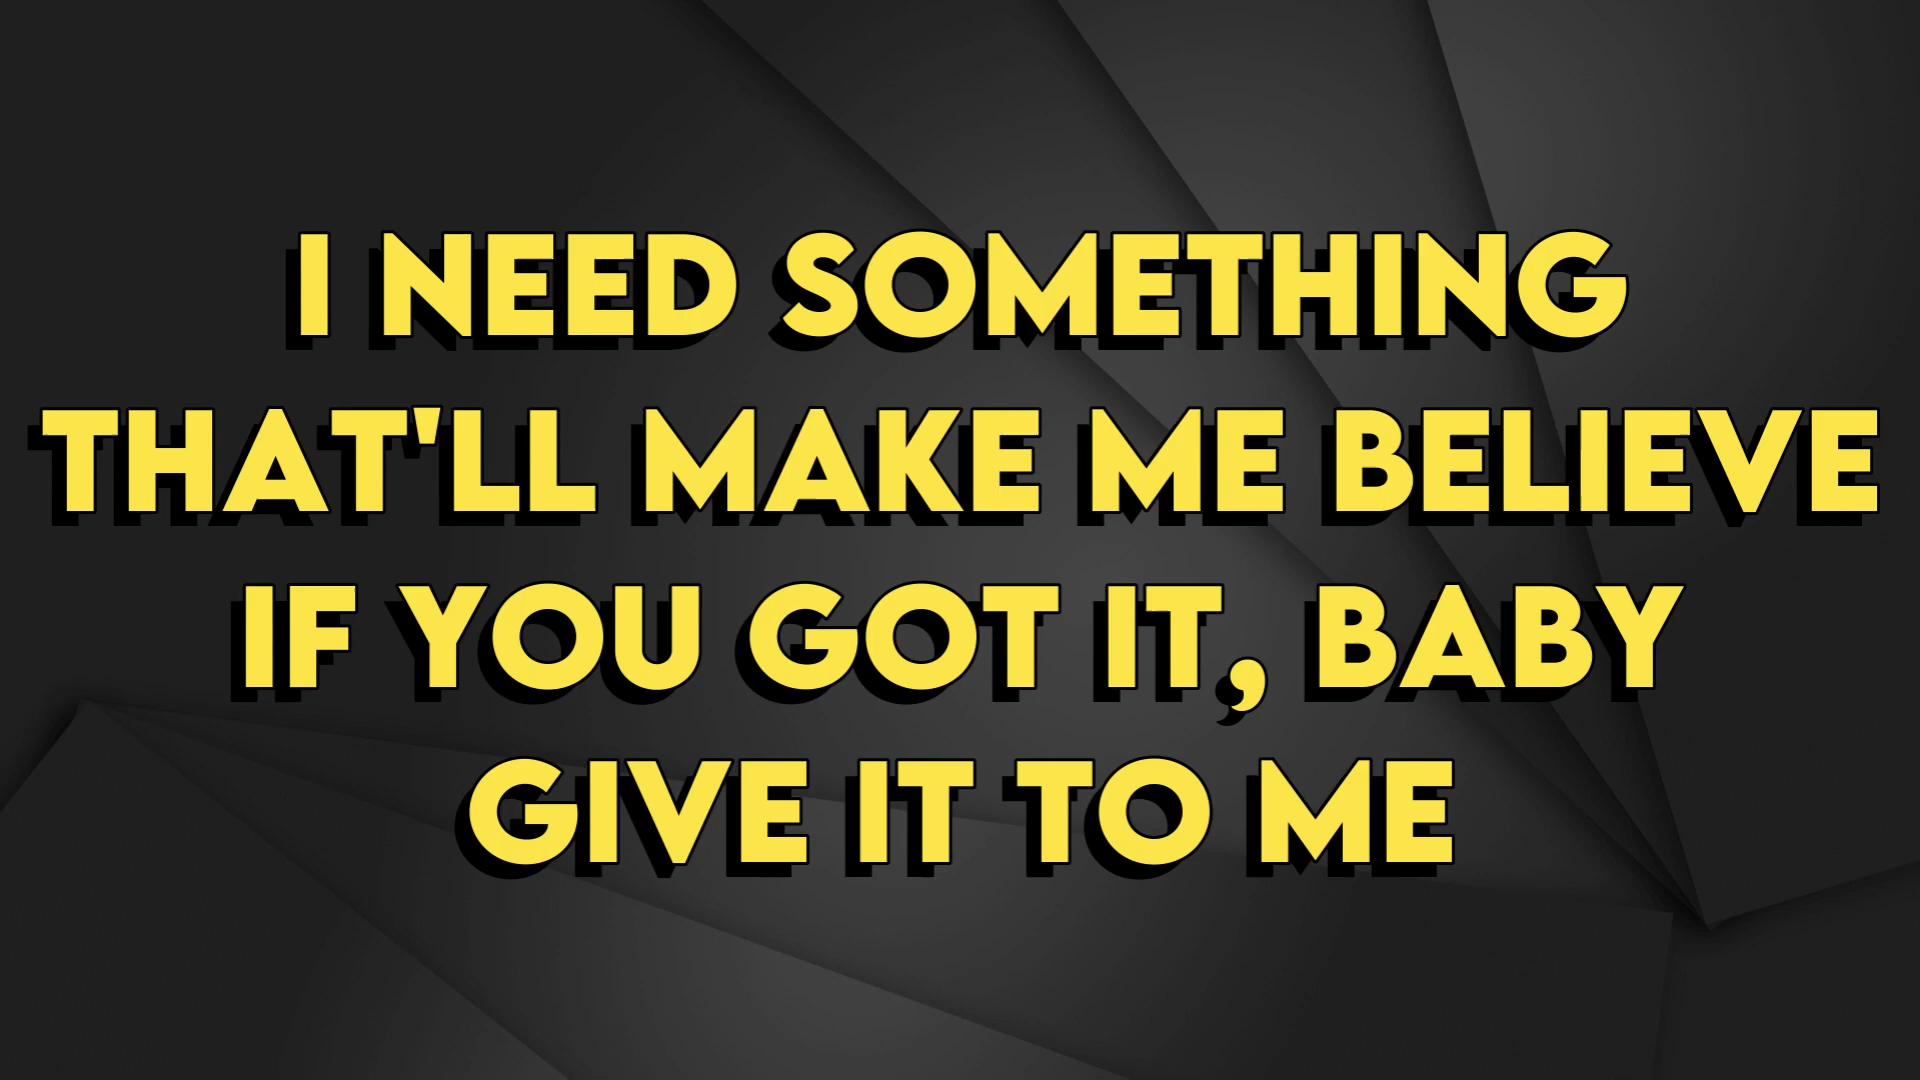 I NEED SOMETHING
THAT'LL MAKE ME BELIEVE
IF YOU GOT IT, BABY
GIVE IT TO ME